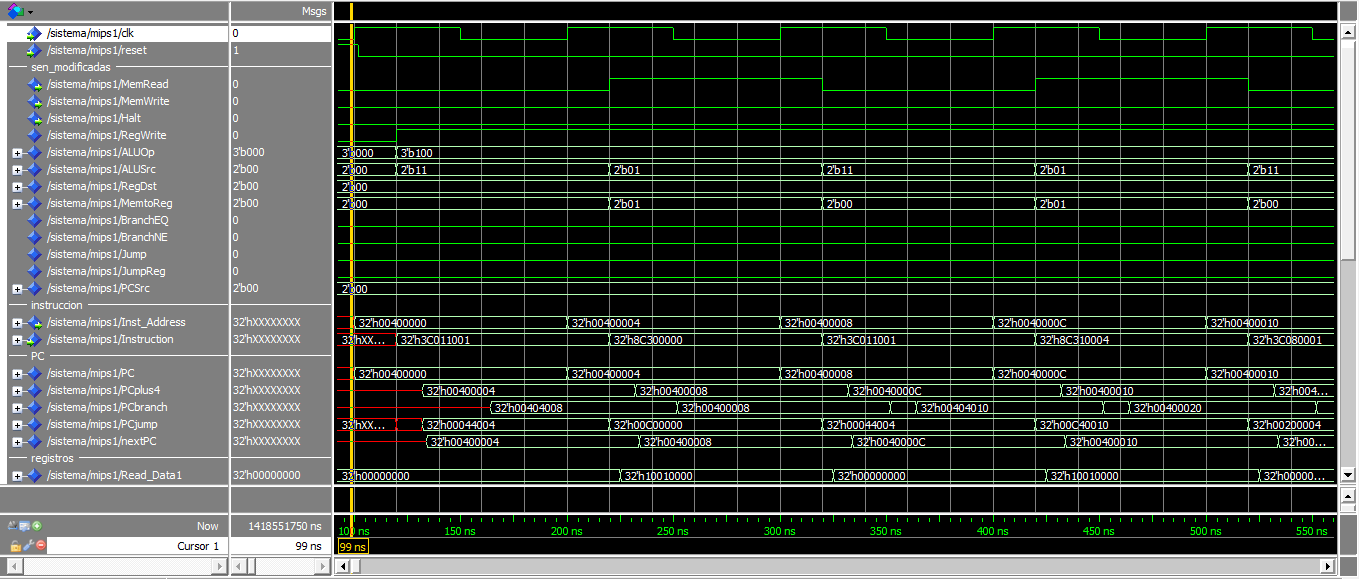 Msgs
/sistema/mips1/clk 0
/sistema/mips1/reset 1
sen_modificadas
/sistema/mips1/MemRead 0
/sistema/mips1/MemWrite 0
/sistema/mips1/Halt 0
/sistema/mips1/RegWrite 0
/sistema/mips1/ALUOp 3'b000 3'b000 3'b100
/sistema/mips1/ALUSrc 2'b00 2'b00 2'b11 2'b01 2'b11 2'b01 2'b11
/sistema/mips1/RegDst 2'b00 2'b00
/sistema/mips1/MemtoReg 2'b00 2'b00 2'b01 2'b00 2'b01 2'b00
/sistema/mips1/BranchEQ 0
/sistema/mips1/BranchNE 0
/sistema/mips1/Jump 0
/sistema/mips1/JumpReg 0
/sistema/mips1/PCSrc 2'b00 2'b00
instruccion
/sistema/mips1/Inst_Address 32'hXXXXXXXX 32'h00400000 32'h00400004 32'h00400008 32'h0040000C 32'h00400010
/sistema/mips1/Instruction 32'hXXXXXXXX 32'hXX... 32'h3C011001 32'h8C300000 32'h3C011001 32'h8C310004 32'h3C080001
PC
/sistema/mips1/PC 32'hXXXXXXXX 32'h00400000 32'h00400004 32'h00400008 32'h0040000C 32'h00400010
/sistema/mips1/PCplus4 32'hXXXXXXXX 32'h00400004 32'h00400008 32'h0040000C 32'h00400010 32'h004...
/sistema/mips1/PCbranch 32'hXXXXXXXX 32'h00404008 32'h00400008 32'h00404010 32'h00400020
/sistema/mips1/PCjump 32'hXXXXXXXX 32'hXX... 32'h00044004 32'h00C00000 32'h00044004 32'h00C40010 32'h00200004
/sistema/mips1/nextPC 32'hXXXXXXXX 32'h00400004 32'h00400008 32'h0040000C 32'h00400010 32'h00...
registros
/sistema/mips1/Read_Data1 32'h00000000 32'h00000000 32'h10010000 32'h00000000 32'h10010000 32'h00000...
Now 1418551750 ns 100 ns 150 ns 200 ns 250 ns 300 ns 350 ns 400 ns 450 ns 500 ns 550 ns
Cursor 1 99 ns 99 ns